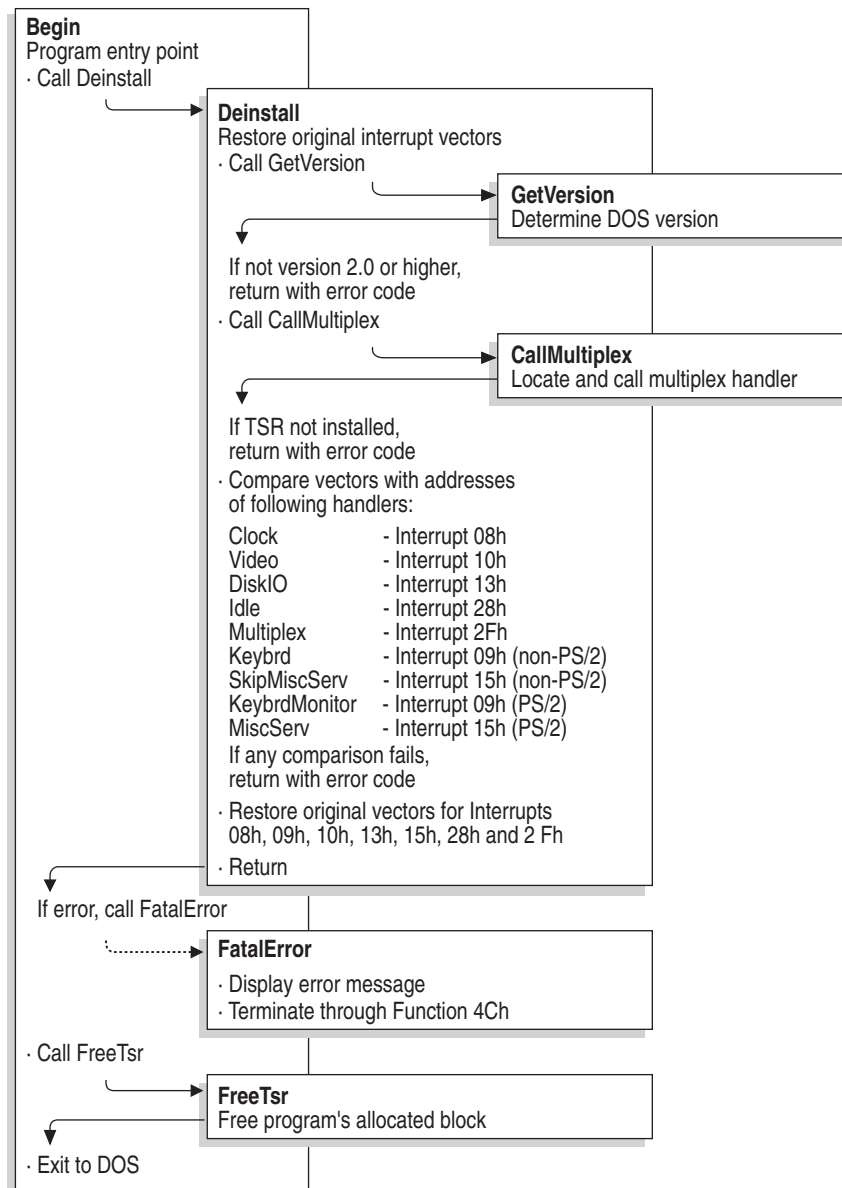 Begin
Program entry point
· Call Deinstall
Deinstall
Restore original interrupt vectors
· Call GetVersion
GetVersion
Determine DOS version
If not version 2.0 or higher,
return with error code
· Call CallMultiplex
CallMultiplex
Locate and call multiplex handler
If TSR not installed,
return with error code
· Compare vectors with addresses
of following handlers:
Clock - Interrupt 08h
Video - Interrupt 10h
DiskIO - Interrupt 13h
Idle - Interrupt 28h
Multiplex - Interrupt 2Fh
Keybrd - Interrupt 09h (non-PS/2)
SkipMiscServ - Interrupt 15h (non-PS/2)
KeybrdMonitor - Interrupt 09h (PS/2)
MiscServ - Interrupt 15h (PS/2)
If any comparison fails,
return with error code
· Restore original vectors for Interrupts
08h, 09h, 10h, 13h, 15h, 28h and 2 Fh
· Return
If error, call FatalError
FatalError
· Display error message
· Terminate through Function 4Ch
· Call FreeTsr
FreeTsr
Free program's allocated block
· Exit to DOS